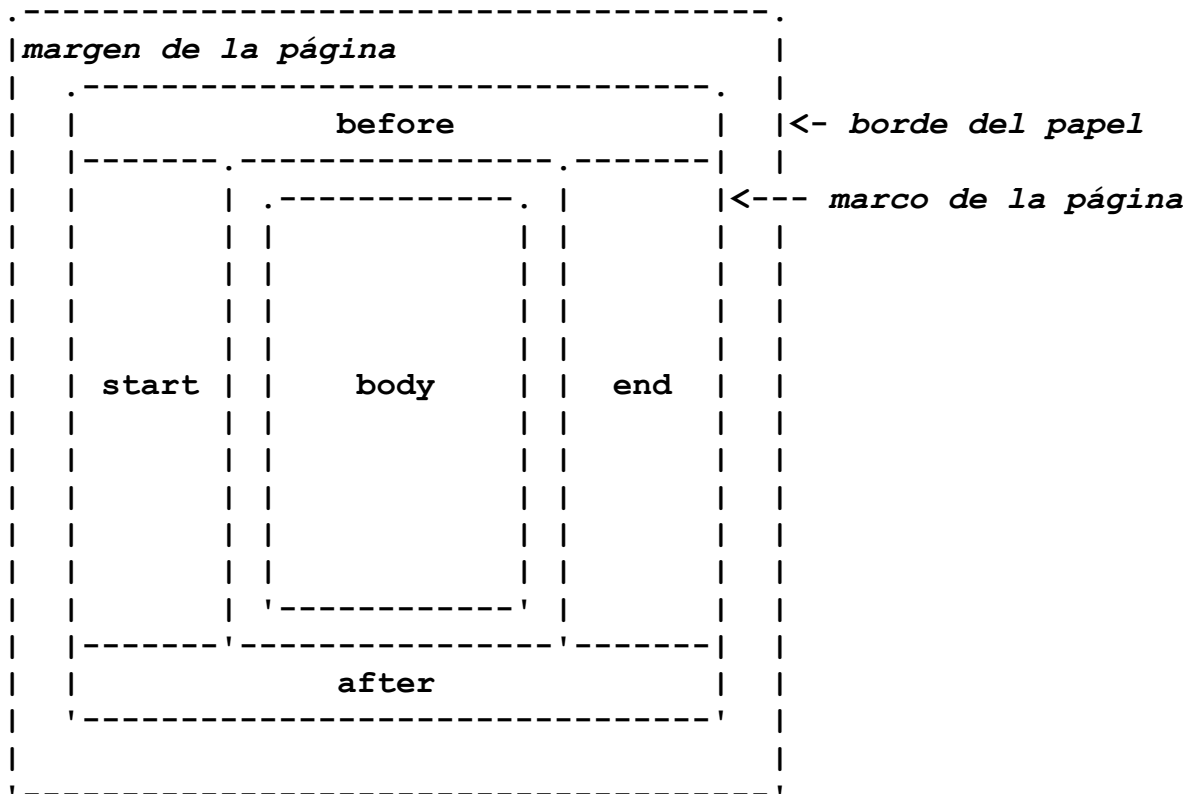 margen de la página
before
<- borde del papel
<--- marco de la página
start
body
end
after